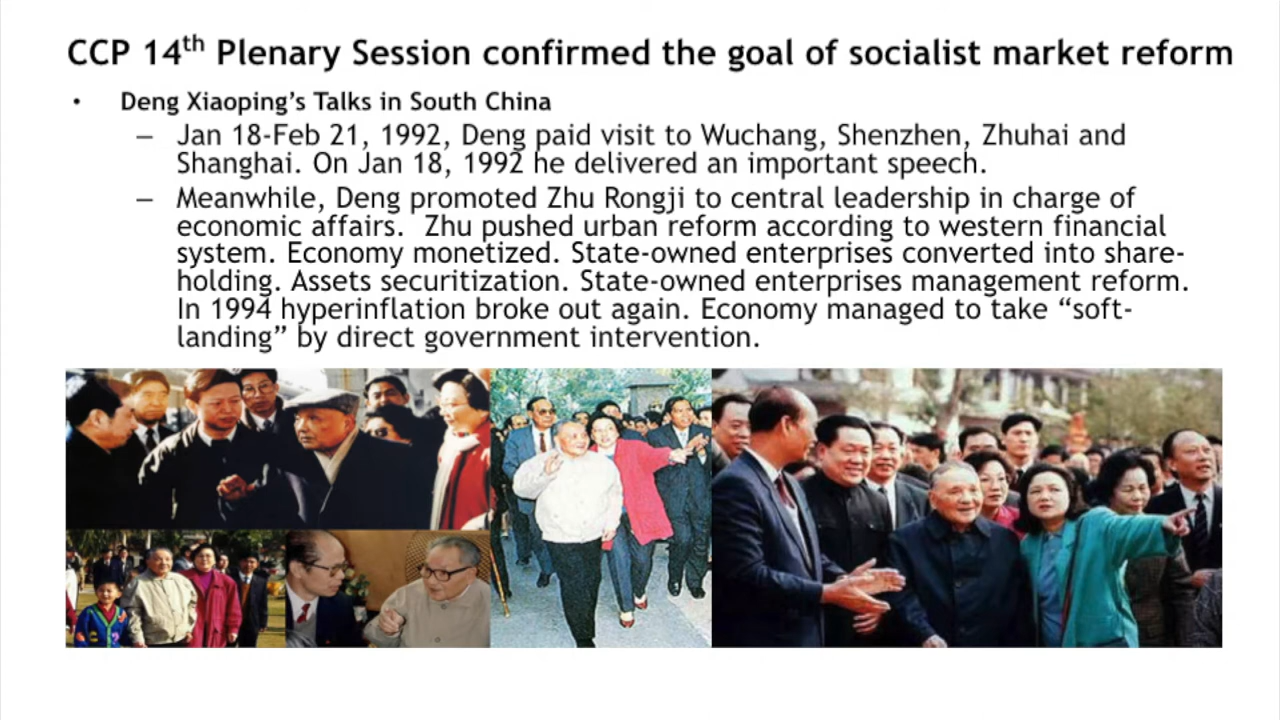 CCP 14th Plenary Session confirmed the goal of socialist market reform
• Deng Xiaoping's Talks in South China
– Jan 18-Feb 21, 1992, Deng paid visit to Wuchang, Shenzhen, Zhuhai and
Shanghai. On Jan 18, 1992 he delivered an important speech.
– Meanwhile, Deng promoted Zhu Rongji to central leadership in charge of
economic affairs.  Zhu pushed urban reform according to western financial
system. Economy monetized. State-owned enterprises converted into share-
holding. Assets securitization. State-owned enterprises management reform.
In 1994 hyperinflation broke out again. Economy managed to take “soft-
landing” by direct government intervention.